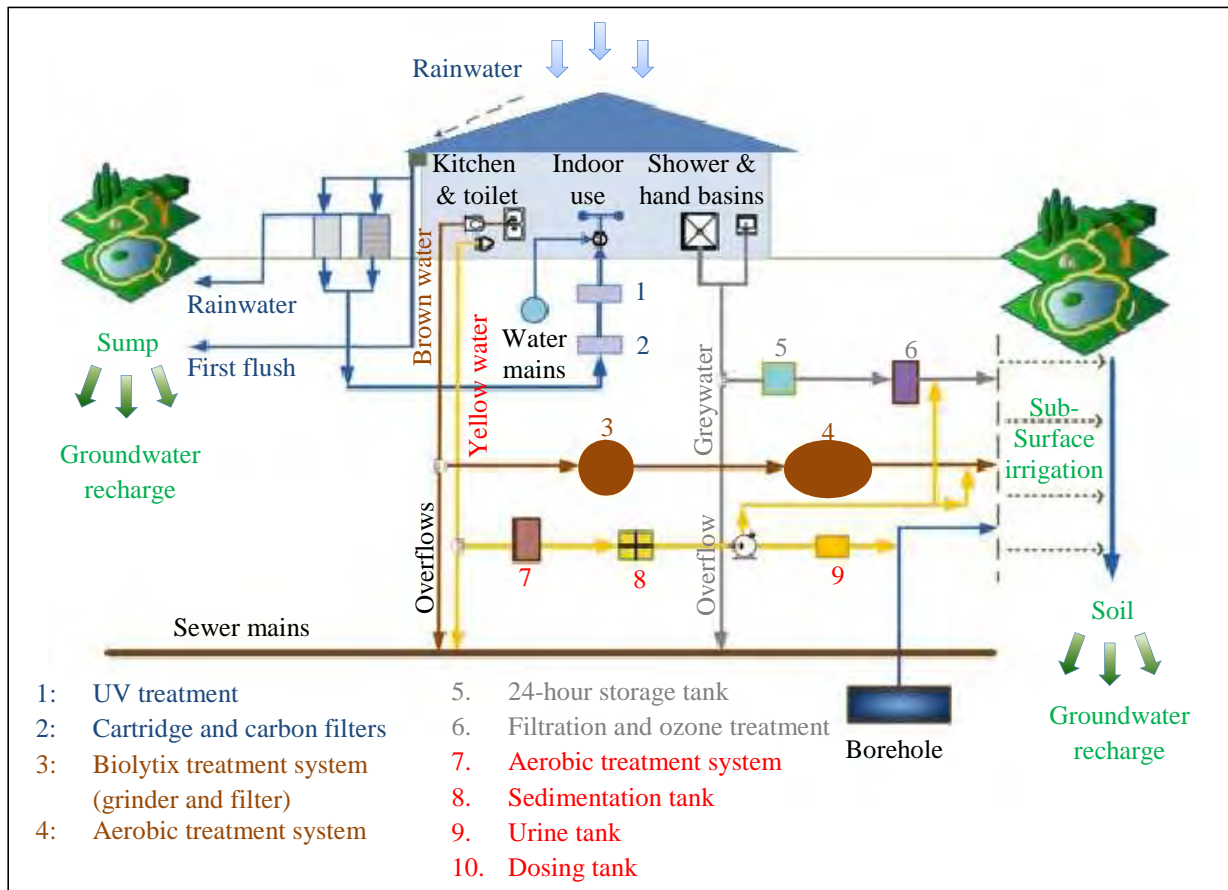 Rainwater
Kitchen
& toilet
Indoor
use
Shower &
hand basins
Rainwater
First flush
Sump
Groundwater
recharge
Brown water
Yellow water
Overflows
Water
mains
1
2
3
4
5
6
7
8
9
Greywater
Overflow
Sub-
Surface
irrigation
Sewer mains
Borehole
Soil
Groundwater
recharge
1: UV treatment
2: Cartridge and carbon filters
3: Biolytix treatment system
(grinder and filter)
4: Aerobic treatment system
5. 24-hour storage tank
6. Filtration and ozone treatment
7. Aerobic treatment system
8. Sedimentation tank
9. Urine tank
10. Dosing tank